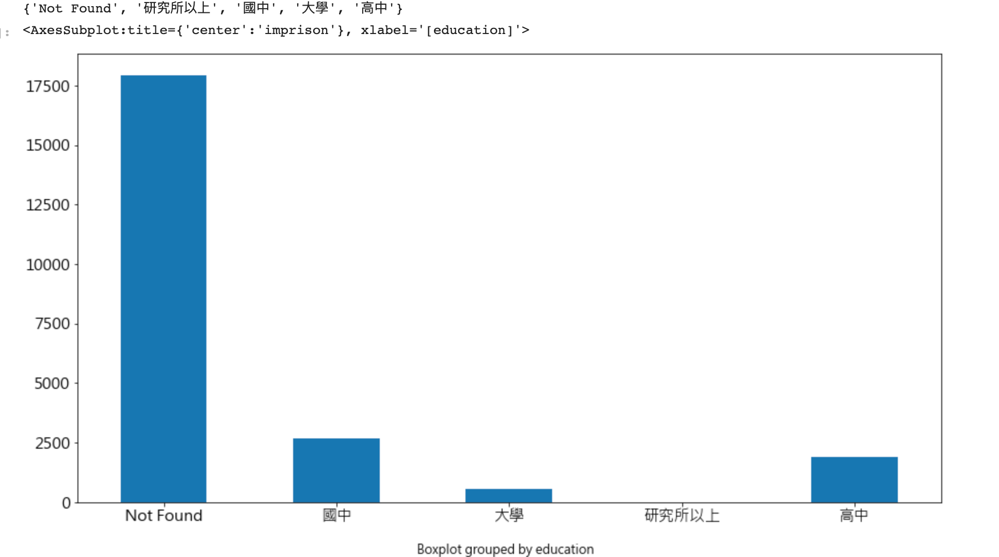 {'Not Found', '研究所以上', '國中', '大學', '高中'}
]: <AxesSubplot:title={'center':'imprison'}, xlabel='[education]'>
17500
15000
12500
10000
7500
5000
2500
0
Not Found 國中 大學 研究所以上 高中
Boxplot grouped by education